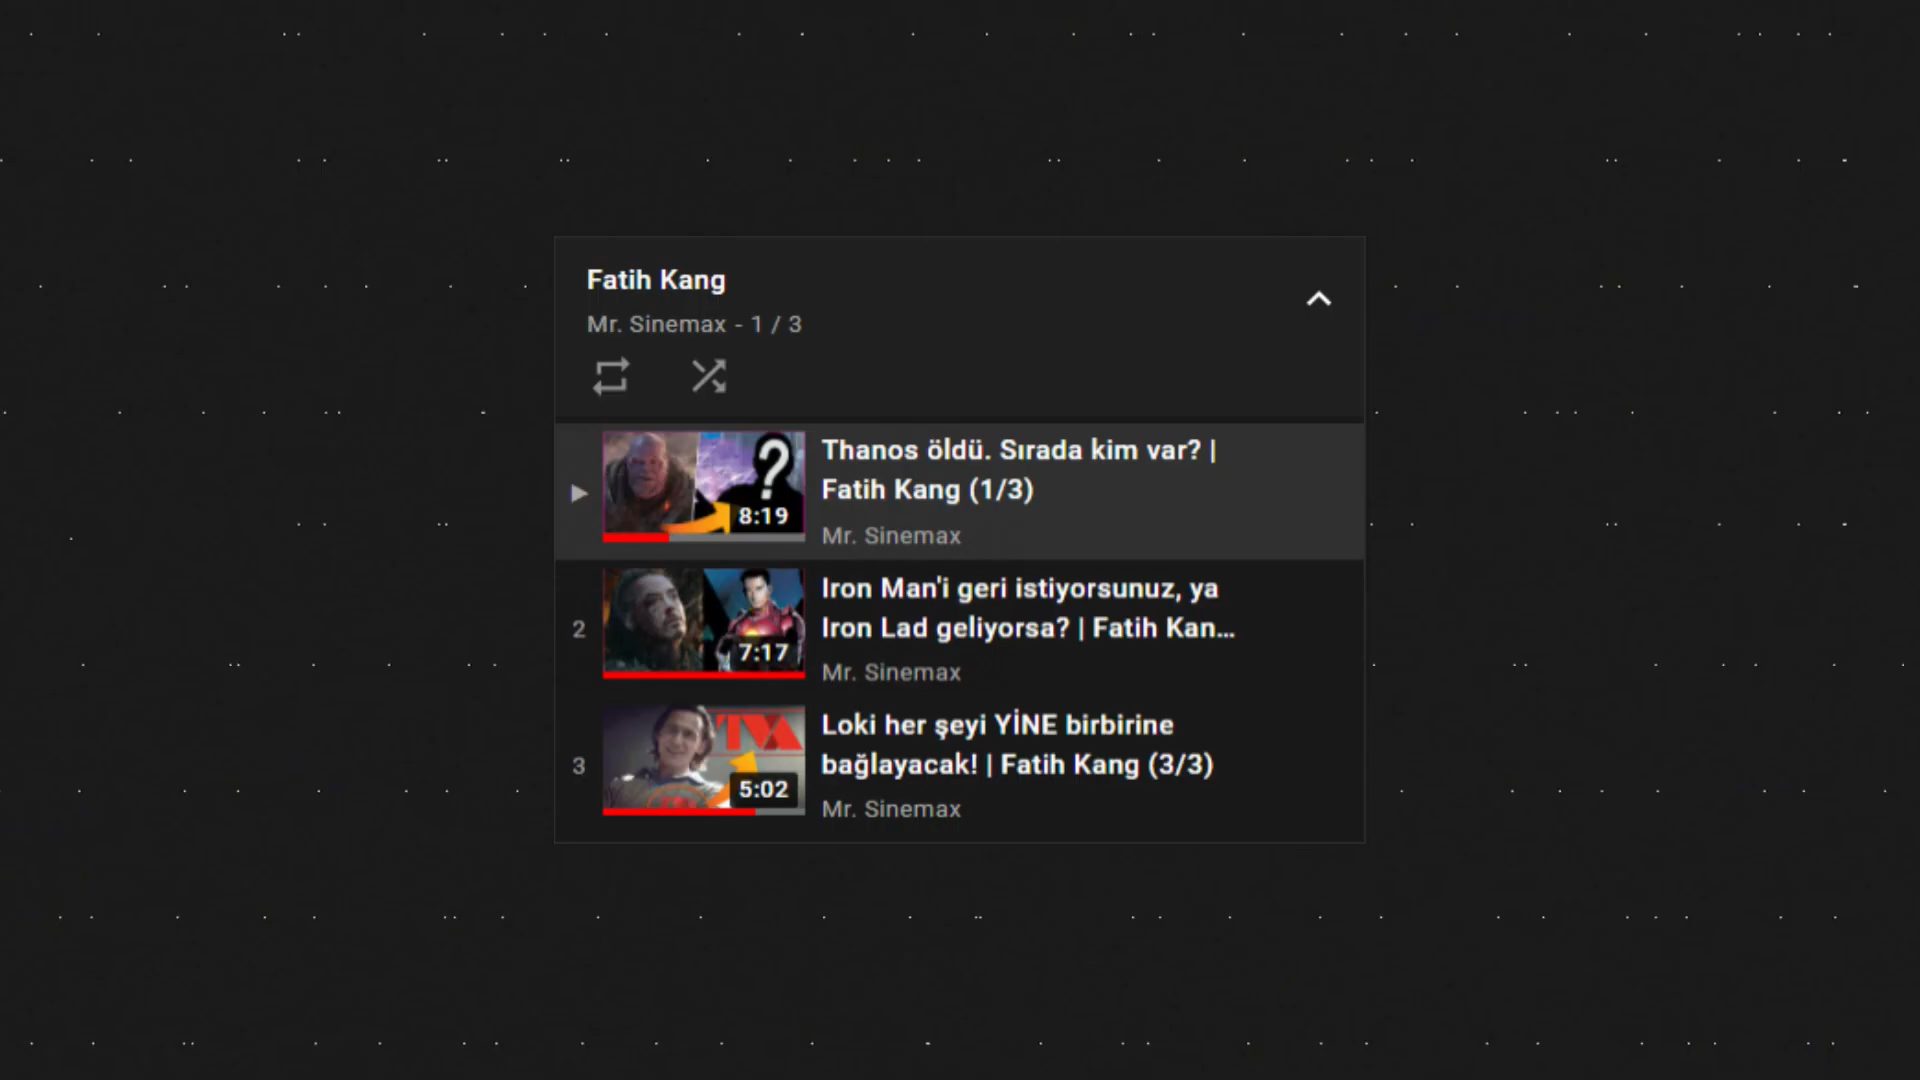 Fatih Kang
Mr. Sinemax - 1 / 3
Thanos öldü. Sırada kim var? |
Fatih Kang (1/3)
Mr. Sinemax
?
8:19
2
Iron Man'i geri istiyorsunuz, ya
Iron Lad geliyorsa? | Fatih Kan...
Mr. Sinemax
7:17
3
Loki her şeyi YİNE birbirine
bağlayacak! | Fatih Kang (3/3)
Mr. Sinemax
TVA
5:02